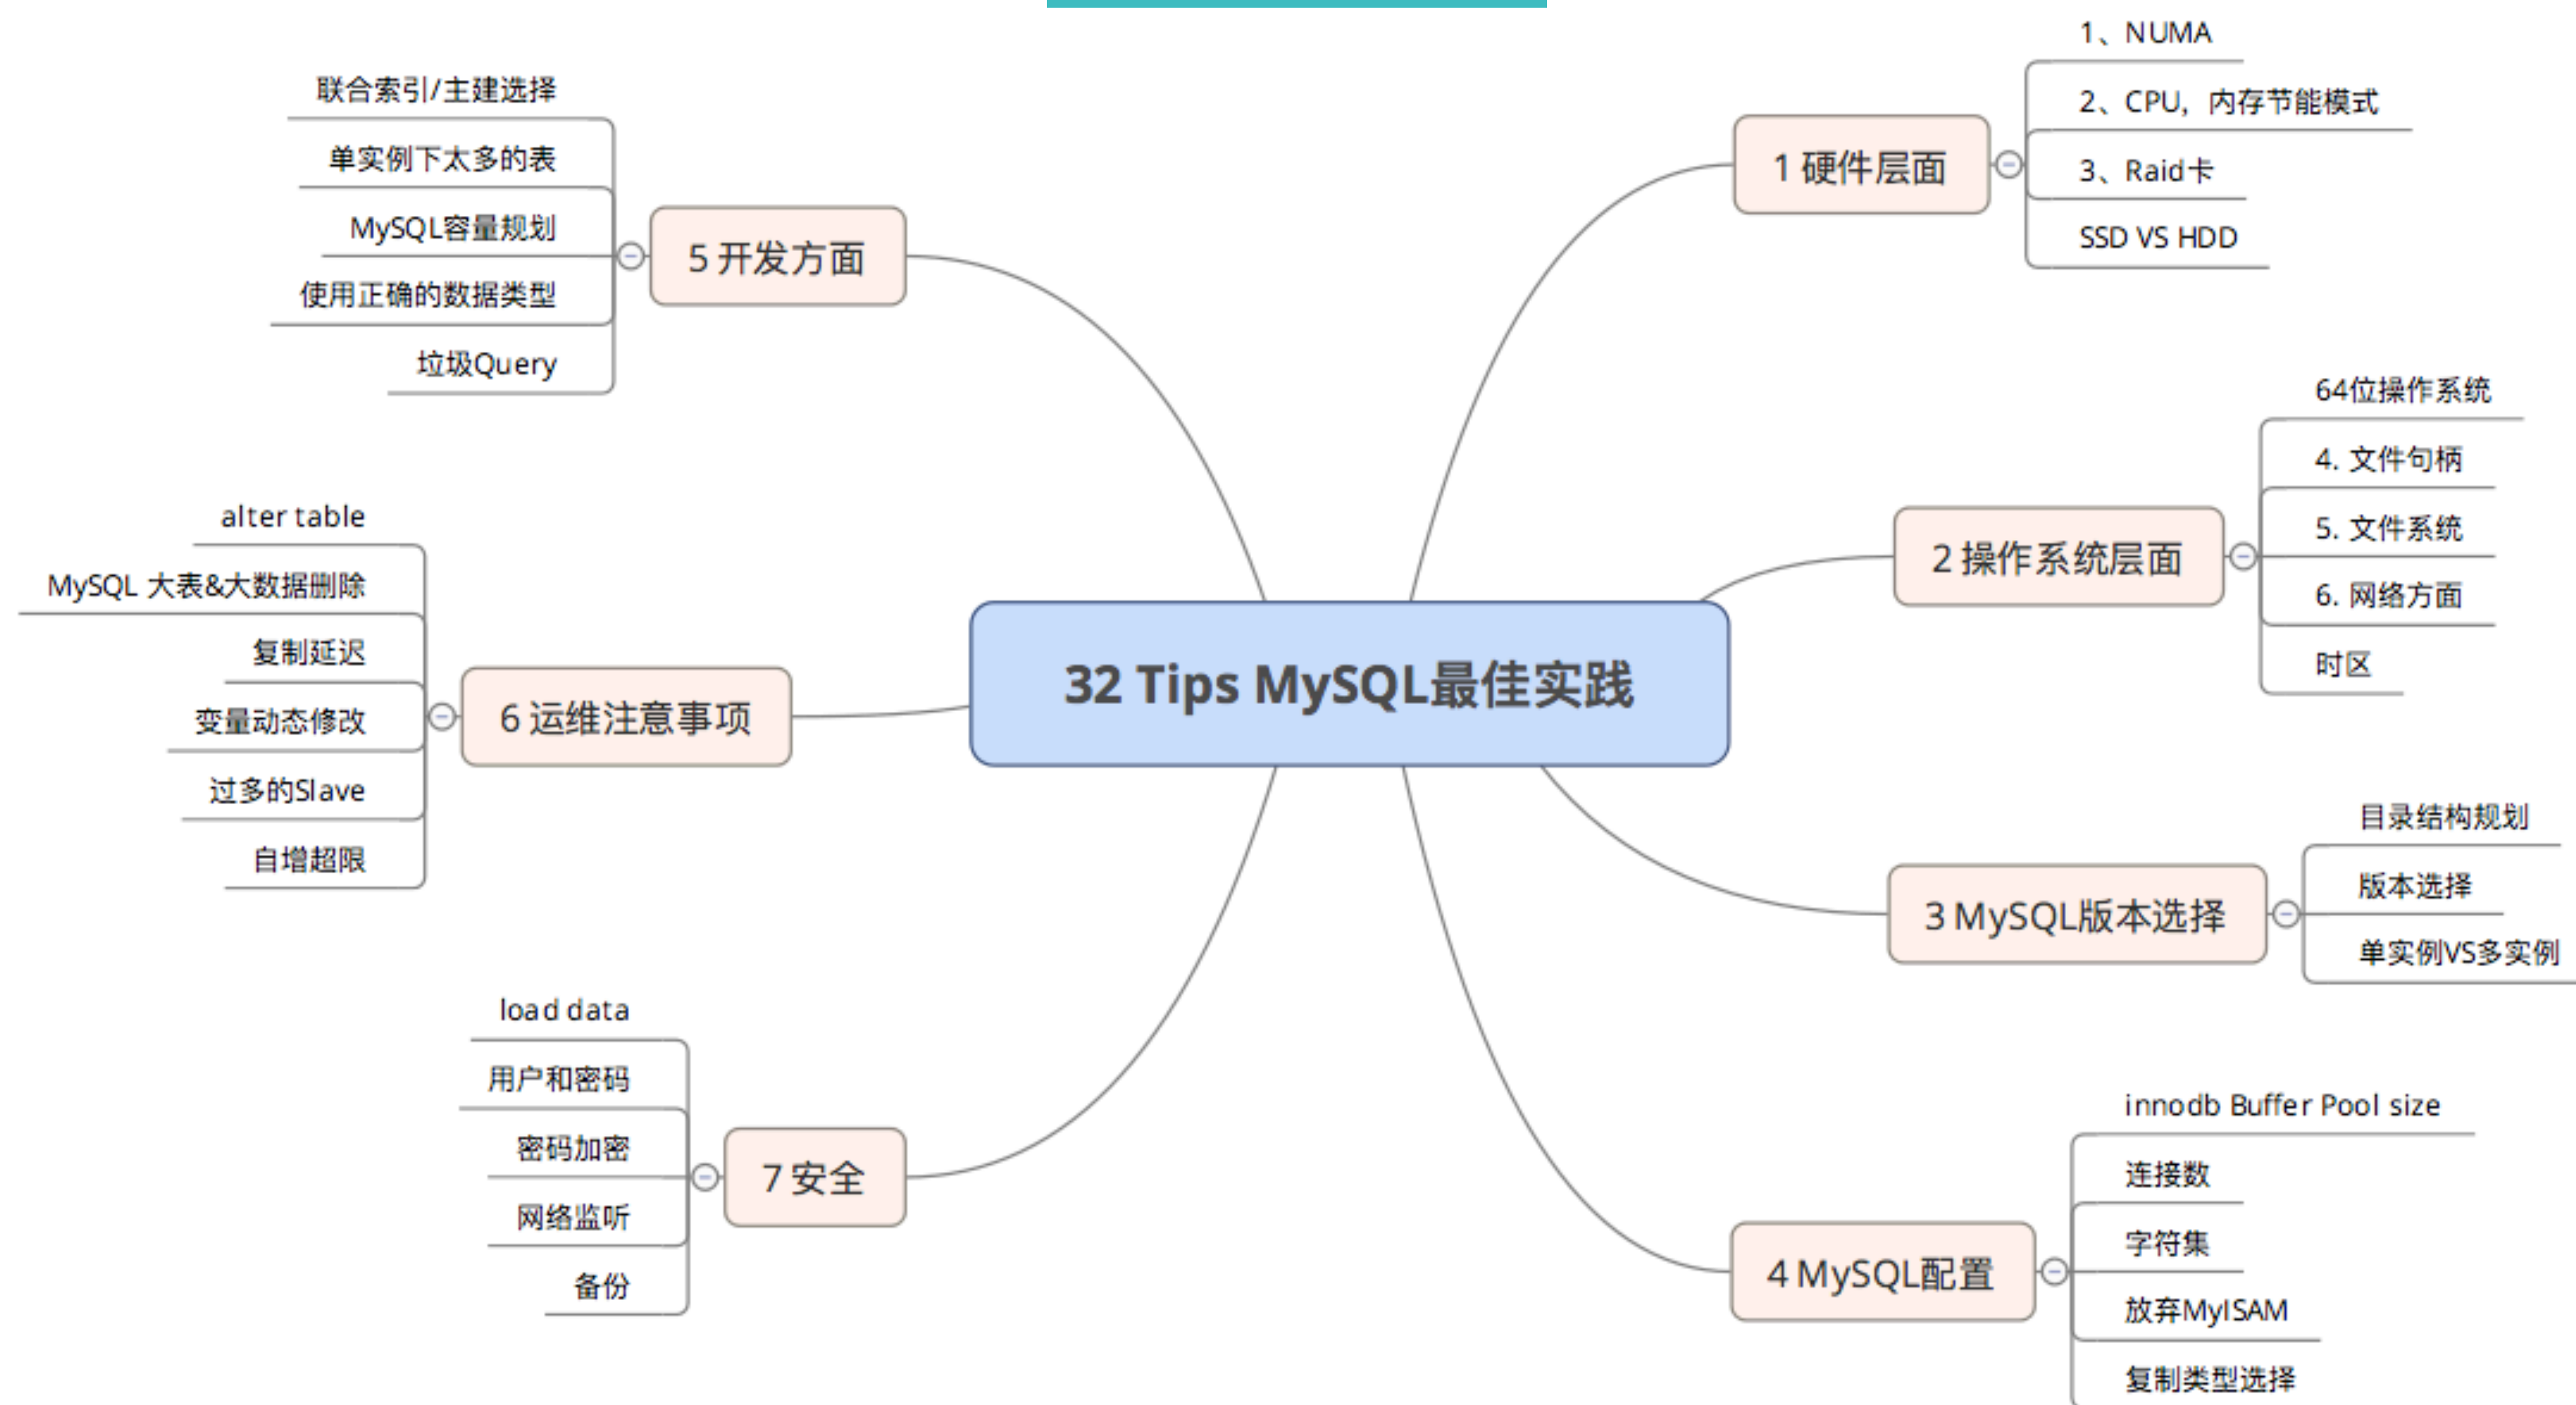 32 Tips MySQL最佳实践
1 硬件层面
1、NUMA
2、CPU，内存节能模式
3、Raid卡
SSD VS HDD
2 操作系统层面
64位操作系统
4. 文件句柄
5. 文件系统
6. 网络方面
时区
3 MySQL版本选择
目录结构规划
版本选择
单实例VS多实例
4 MySQL配置
innodb Buffer Pool size
连接数
字符集
放弃MyISAM
复制类型选择
5 开发方面
联合索引/主建选择
单实例下太多的表
MySQL容量规划
使用正确的数据类型
垃圾Query
6 运维注意事项
alter table
MySQL 大表&大数据删除
复制延迟
变量动态修改
过多的Slave
自增超限
7 安全
load data
用户和密码
密码加密
网络监听
备份